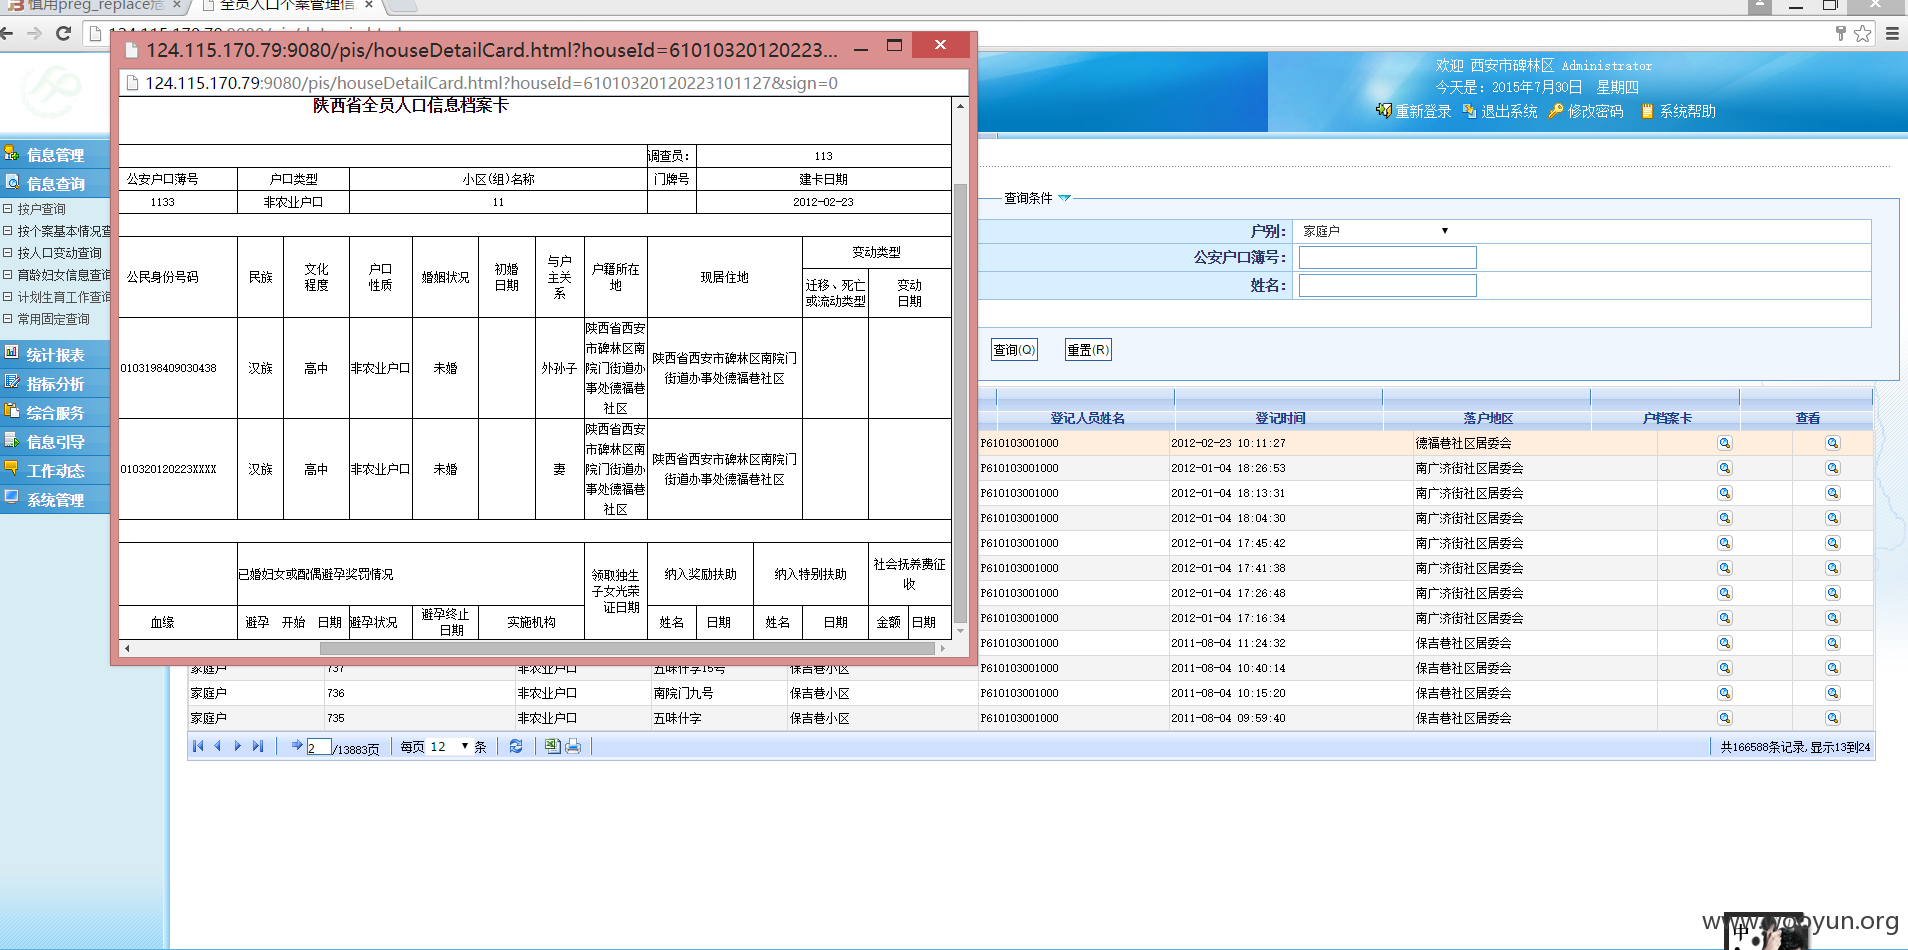 慎用preg_replace危
全员人口个案管理信
124.115.170.79:9080/pis/houseDetailCard.html?houseId=61010320120223...
124.115.170.79:9080/pis/houseDetailCard.html?houseId=61010320120223101127&sign=0
欢迎 西安市碑林区 Administrator
今天是：2015年7月30日 星期四
重新登录 退出系统 修改密码 系统帮助
信息管理
信息查询
按户查询
按个案基本情况查
按人口变动查询
育龄妇女信息查询
计划生育工作查询
常用固定查询
统计报表
指标分析
综合服务
信息引导
工作动态
系统管理
陕西省全员人口信息档案卡
调查员： 113
公安户口薄号 户口类型 小区(组)名称 门牌号 建卡日期
1133 非农业户口 11 2012-02-23
公民身份号码 民族 文化程度 户口性质 婚姻状况 初婚日期 与户主关系 户籍所在地 现居住地 变动类型
迁移、死亡或流动类型 变动日期
0103198409030438 汉族 高中 非农业户口 未婚 外孙子 陕西省西安市碑林区南院门街道办事处德福巷社区 陕西省西安市碑林区南院门街道办事处德福巷社区
010320120223XXXX 汉族 高中 非农业户口 未婚 妻 陕西省西安市碑林区南院门街道办事处德福巷社区 陕西省西安市碑林区南院门街道办事处德福巷社区
已婚妇女或配偶避孕奖罚情况 领取独生子女光荣证日期 纳入奖励扶助 纳入特别扶助 社会抚养费征收
血缘 避孕 开始 日期 避孕状况 避孕终止日期 实施机构 姓名 日期 姓名 日期 金额 日期
查询条件
户别： 家庭户
公安户口簿号：
姓名：
查询(Q) 重置(R)
登记人员姓名 登记时间 落户地区 户档案卡 查看
P610103001000 2012-02-23 10:11:27 德福巷社区居委会
P610103001000 2012-01-04 18:26:53 南广济街社区居委会
P610103001000 2012-01-04 18:13:31 南广济街社区居委会
P610103001000 2012-01-04 18:04:30 南广济街社区居委会
P610103001000 2012-01-04 17:45:42 南广济街社区居委会
P610103001000 2012-01-04 17:41:38 南广济街社区居委会
P610103001000 2012-01-04 17:26:48 南广济街社区居委会
P610103001000 2012-01-04 17:16:34 南广济街社区居委会
P610103001000 2011-08-04 11:24:32 保吉巷社区居委会
家庭户 737 非农业户口 五味什字15号 保吉巷小区 P610103001000 2011-08-04 10:40:14 保吉巷社区居委会
家庭户 736 非农业户口 南院门九号 保吉巷小区 P610103001000 2011-08-04 10:15:20 保吉巷社区居委会
家庭户 735 非农业户口 五味什字 保吉巷小区 P610103001000 2011-08-04 09:59:40 保吉巷社区居委会
2 /13883页 每页 12 条 共166588条记录,显示13到24
www.wooyun.org
中